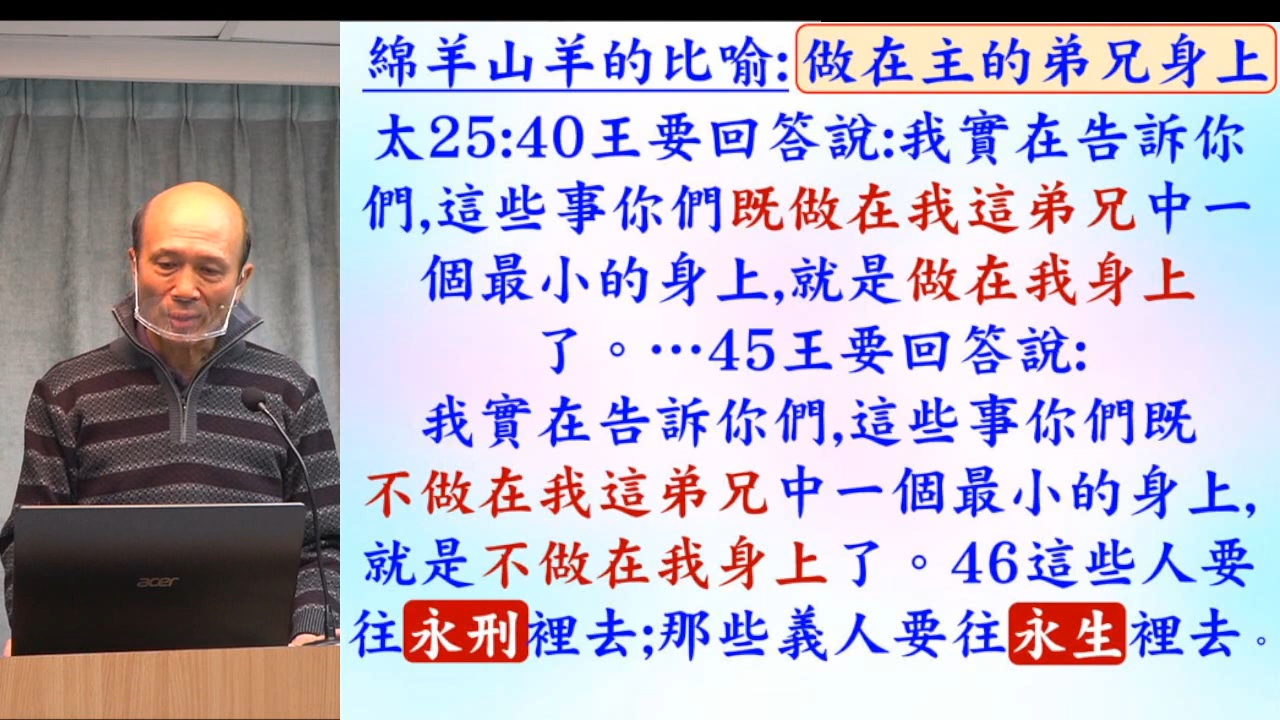 綿羊山羊的比喻:做在主的弟兄身上
太25:40王要回答說:我實在告訴你
們,這些事你們既做在我這弟兄中一
個最小的身上,就是做在我身上
了。…45王要回答說:
我實在告訴你們,這些事你們既
不做在我這弟兄中一個最小的身上,
就是不做在我身上了。46這些人要
往永刑裡去;那些義人要往永生裡去。
acer